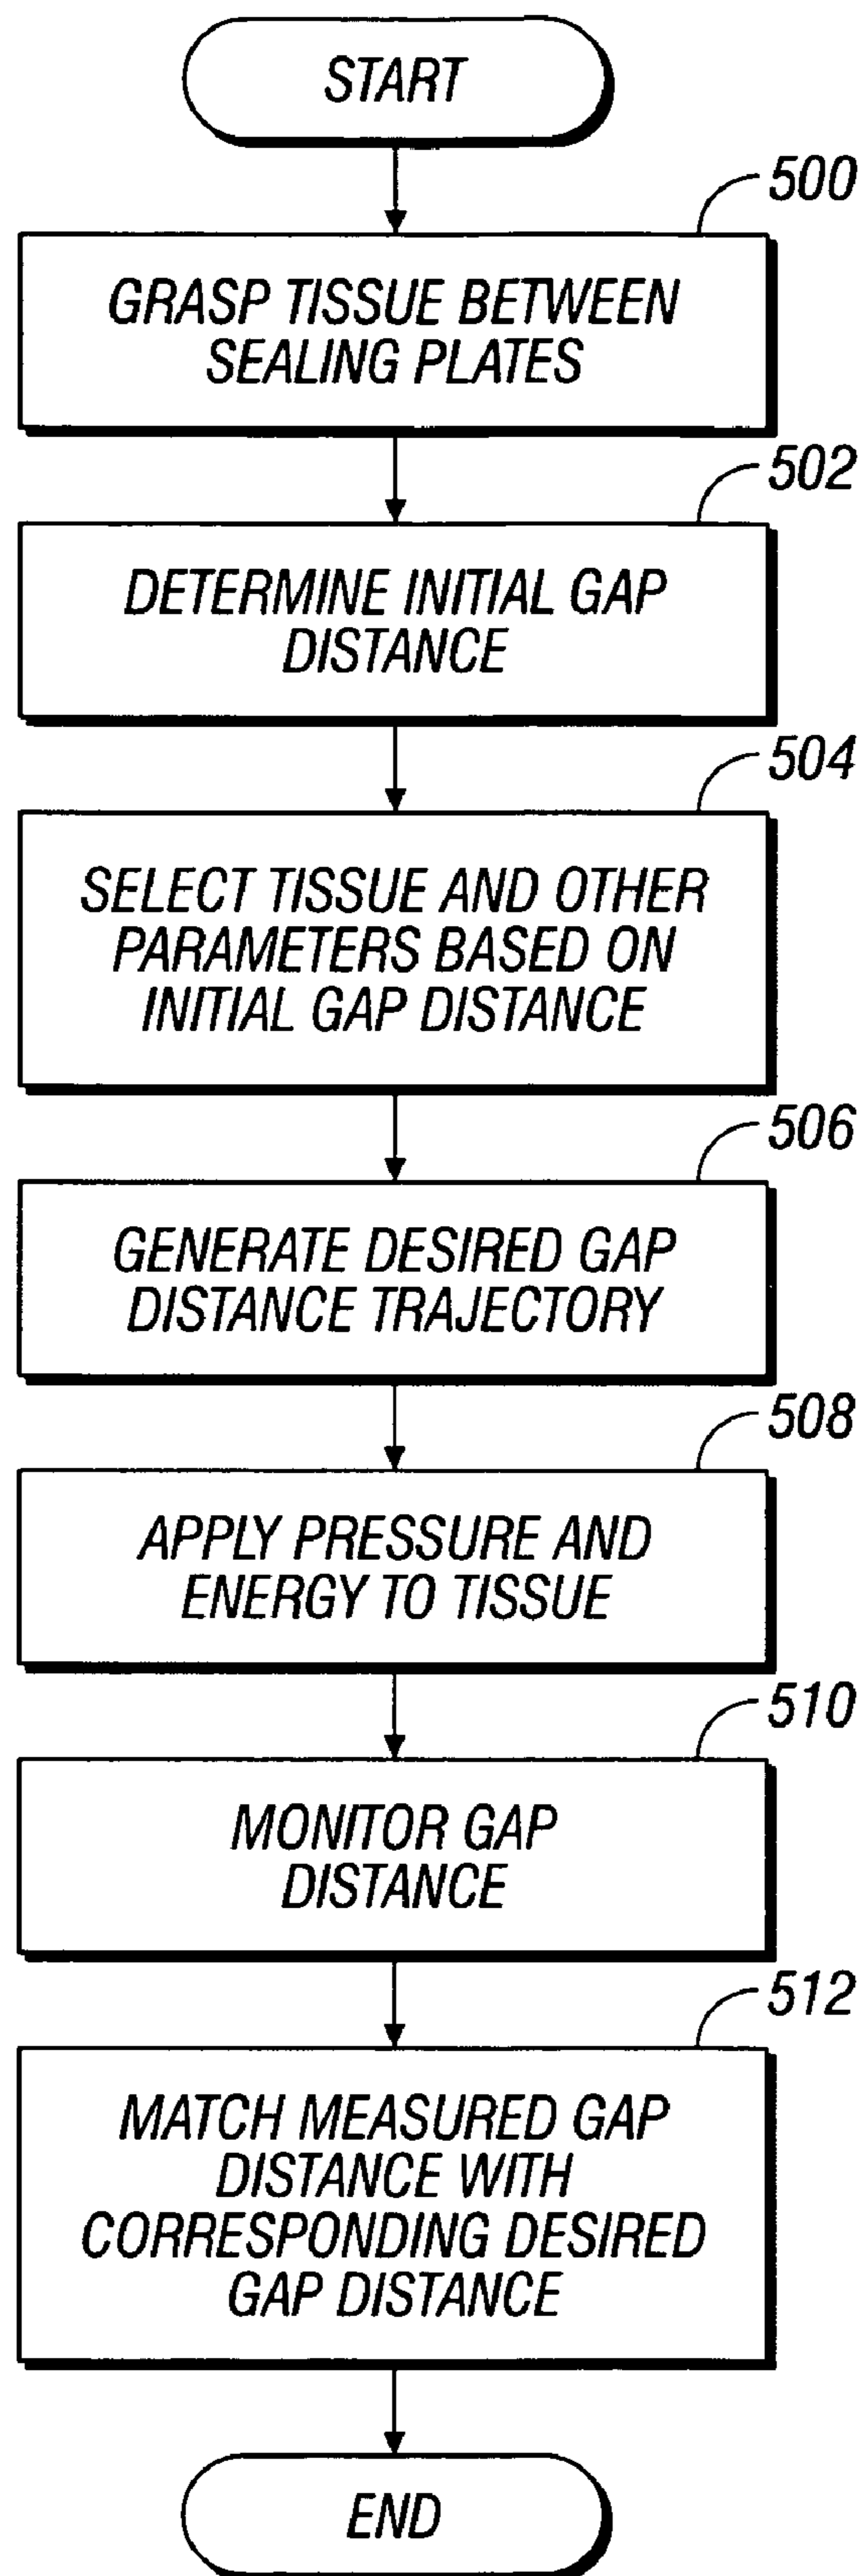 START
500
GRASP TISSUE BETWEEN
SEALING PLATES
502
DETERMINE INITIAL GAP
DISTANCE
504
SELECT TISSUE AND OTHER
PARAMETERS BASED ON
INITIAL GAP DISTANCE
506
GENERATE DESIRED GAP
DISTANCE TRAJECTORY
508
APPLY PRESSURE AND
ENERGY TO TISSUE
510
MONITOR GAP
DISTANCE
512
MATCH MEASURED GAP
DISTANCE WITH
CORRESPONDING DESIRED
GAP DISTANCE
END